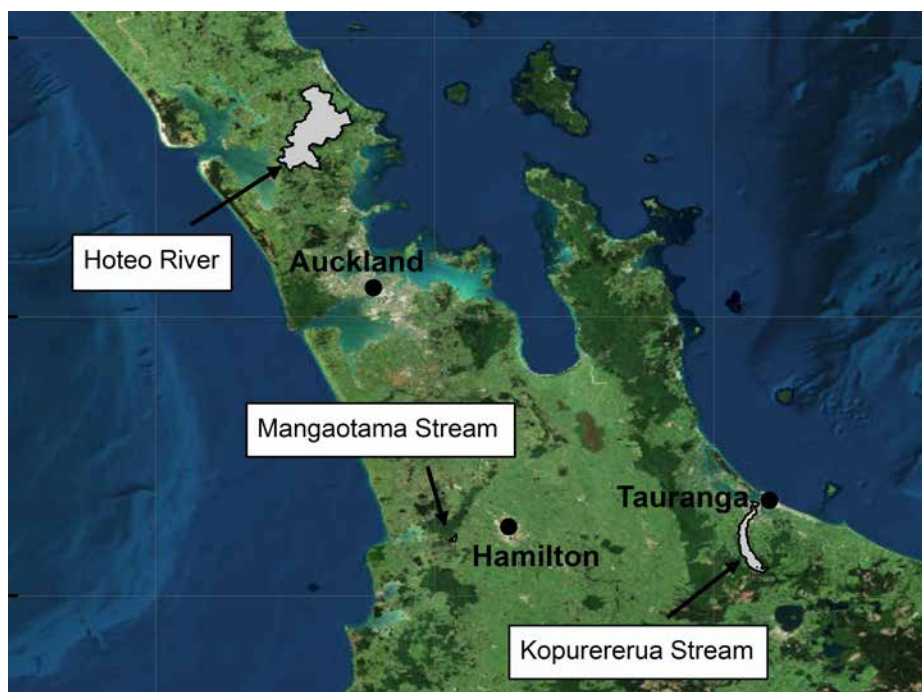 Hoteo River
Auckland
Mangaotama Stream
Tauranga
Hamilton
Kopurererua Stream